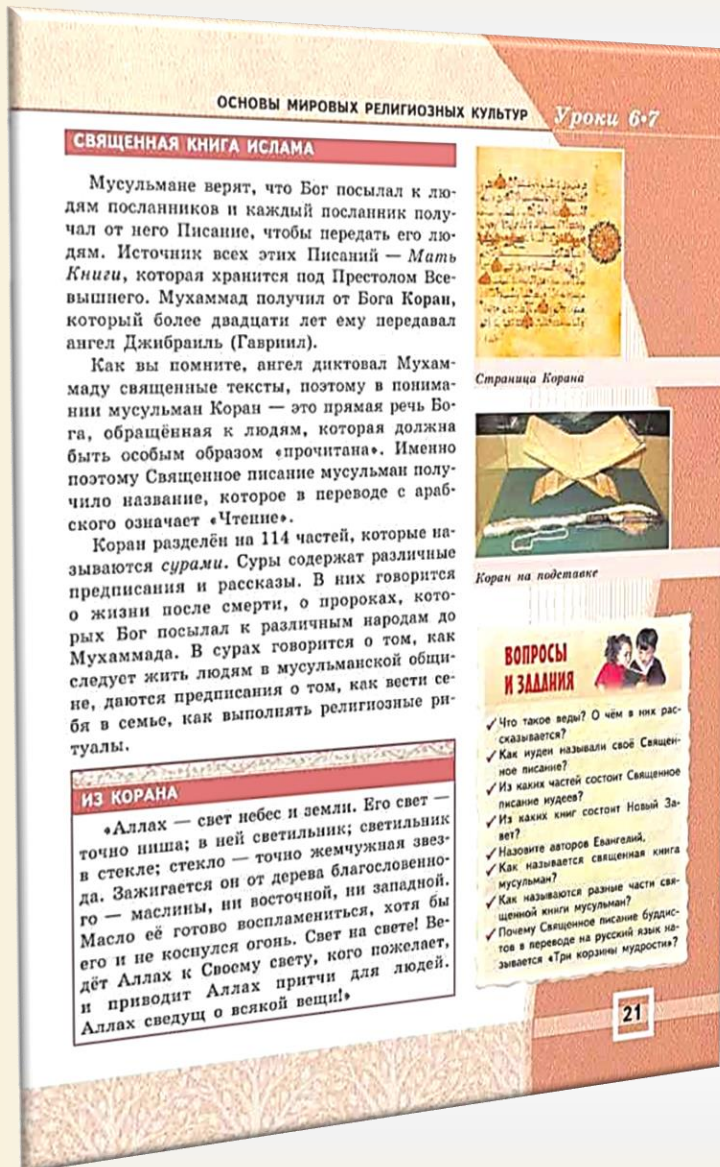 ОСНОВЫ МИРОВЫХ РЕЛИГИОЗНЫХ КУЛЬТУР
Уроки 6•7
СВЯЩЕННАЯ КНИГА ИСЛАМА
Мусульмане верят, что Бог посылал к лю-
дям посланников и каждый посланник полу-
чал от него Писание, чтобы передать его лю-
дям. Источник всех этих Писаний — Мать
Книги, которая хранится под Престолом Все-
вышнего. Мухаммад получил от Бога Коран,
который более двадцати лет ему передавал
ангел Джибраиль (Гавриил).
Как вы помните, ангел диктовал Мухам-
маду священные тексты, поэтому в понима-
нии мусульман Коран — это прямая речь Бо-
га, обращённая к людям, которая должна
быть особым образом «прочитана». Именно
поэтому Священное писание мусульман полу-
чило название, которое в переводе с араб-
ского означает «Чтение».
Коран разделён на 114 частей, которые на-
зываются сурами. Суры содержат различные
предписания и рассказы. В них говорится
о жизни после смерти, о пророках, кото-
рых Бог посылал к различным народам до
Мухаммада. В сурах говорится о том, как
следует жить людям в мусульманской общи-
не, даются предписания о том, как вести се-
бя в семье, как выполнять религиозные ри-
туалы.
ИЗ КОРАНА
«Аллах — свет небес и земли. Его свет —
точно ниша; в ней светильник; светильник
в стекле; стекло — точно жемчужная звез-
да. Зажигается он от дерева благословенно-
го — маслины, ни восточной, ни западной.
Масло её готово воспламениться, хотя бы
его и не коснулся огонь. Свет на свете! Ве-
дёт Аллах к Своему свету, кого пожелает,
и приводит Аллах притчи для людей.
Аллах сведущ о всякой вещи!»
Страница Корана
Коран на подставке
ВОПРОСЫ
И ЗАДАНИЯ
✓ Что такое веды? О чём в них рас-
сказывается?
✓ Как иудеи называли своё Священ-
ное писание?
✓ Из каких частей состоит Священное
писание иудеев?
✓ Из каких книг состоит Новый За-
вет?
✓ Назовите авторов Евангелий.
✓ Как называется священная книга
мусульман?
✓ Как называются разные части свя-
щенной книги мусульман?
✓ Почему Священное писание буддис-
тов в переводе на русский язык на-
зывается «Три корзины мудрости»?
21